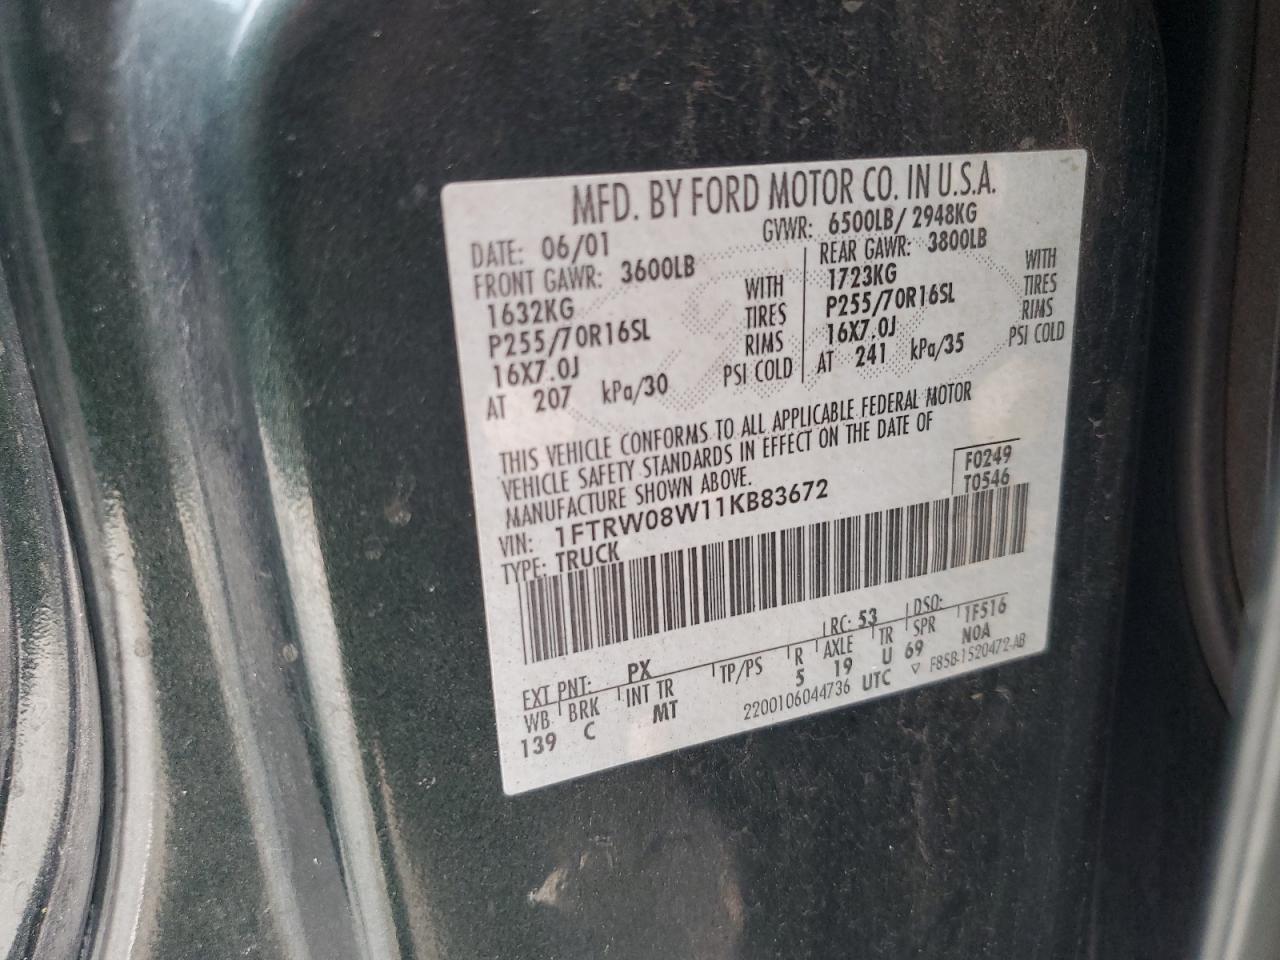 MFD. BY FORD MOTOR CO. IN U.S.A.
DATE: 06/01 GVWR: 6500LB/ 2948KG
FRONT GAWR: 3600LB REAR GAWR: 3800LB
1632KG WITH 1723KG WITH
P255/70R16SL TIRES P255/70R16SL TIRES
16X7.0J RIMS 16X7.0J RIMS
AT 207 kPa/30 PSI COLD AT 241 kPa/35 PSI COLD
THIS VEHICLE CONFORMS TO ALL APPLICABLE FEDERAL MOTOR
VEHICLE SAFETY STANDARDS IN EFFECT ON THE DATE OF
MANUFACTURE SHOWN ABOVE.
F0249
VIN: 1FTRW08W11KB83672 T0546
TYPE: TRUCK
EXT PNT: PX RC: 53 DSO: 1F516
WB BRK INT TR TP/PS R AXLE TR SPR NOA
139 C MT 5 19 U 69
2200106044736 UTC ▽ F85B-1520472-AB